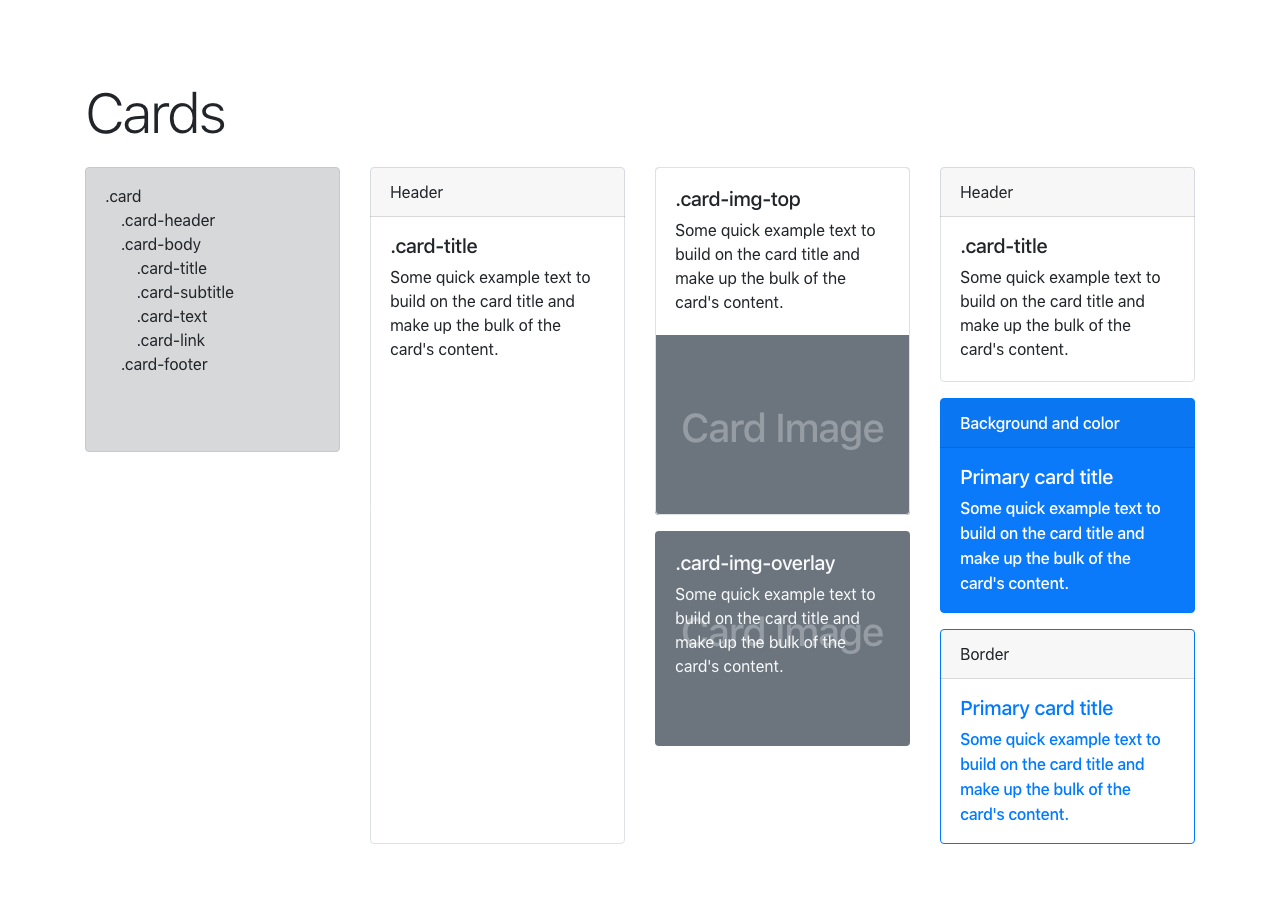 Cards
.card
.card-header
.card-body
.card-title
.card-subtitle
.card-text
.card-link
.card-footer
Header
.card-title
Some quick example text to
build on the card title and
make up the bulk of the
card's content.
.card-img-top
Some quick example text to
build on the card title and
make up the bulk of the
card's content.
Card Image
.card-img-overlay
Some quick example text to
build on the card title and
make up the bulk of the
card's content.
Card Image
Header
.card-title
Some quick example text to
build on the card title and
make up the bulk of the
card's content.
Background and color
Primary card title
Some quick example text to
build on the card title and
make up the bulk of the
card's content.
Border
Primary card title
Some quick example text to
build on the card title and
make up the bulk of the
card's content.